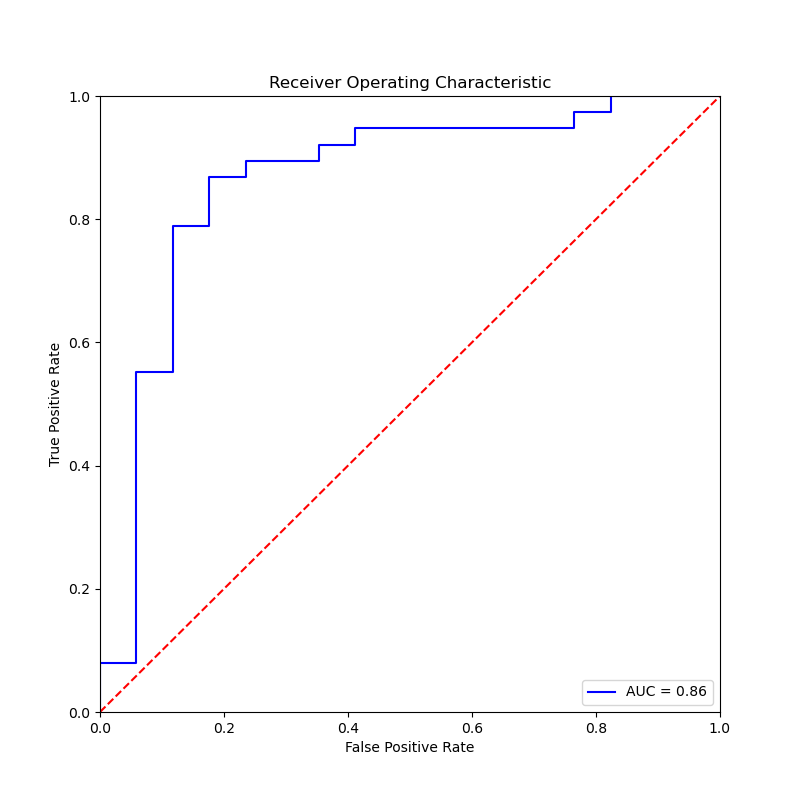 Receiver Operating Characteristic
1.0
0.8
0.6
0.4
0.2
0.0
True Positive Rate
AUC = 0.86
0.0 0.2 0.4 0.6 0.8 1.0
False Positive Rate